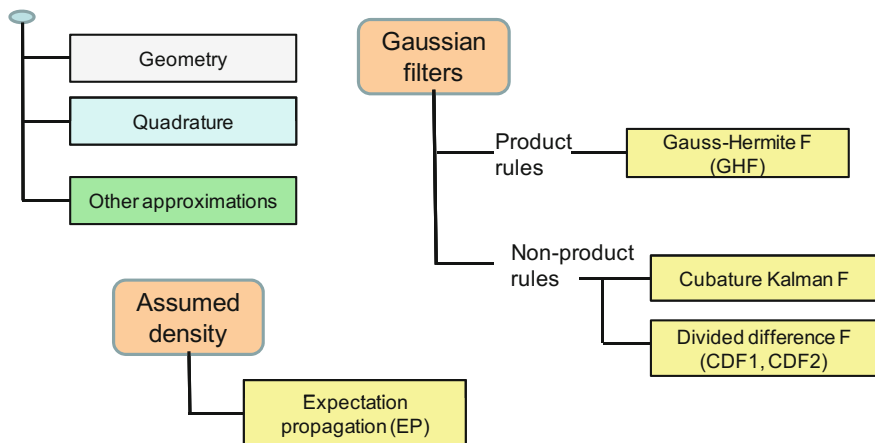 Geometry
Quadrature
Other approximations
Assumed
density
Expectation
propagation (EP)
Gaussian
filters
Product
rules
Gauss-Hermite F
(GHF)
Non-product
rules
Cubature Kalman F
Divided difference F
(CDF1, CDF2)